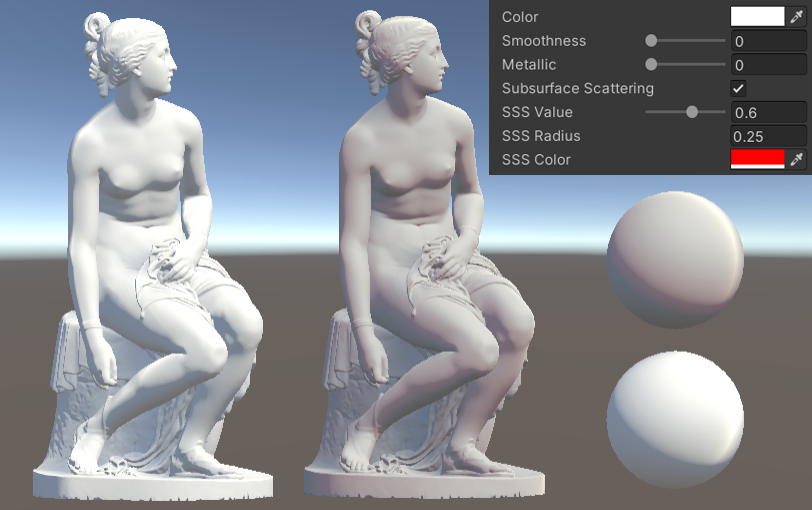 Color
Smoothness 0
Metallic 0
Subsurface Scattering
SSS Value 0.6
SSS Radius 0.25
SSS Color